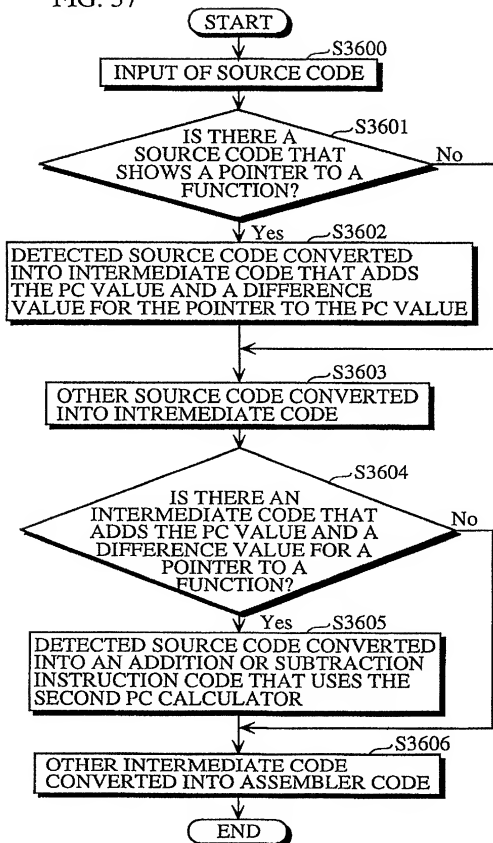 FIG. 37
START
S3600
INPUT OF SOURCE CODE
S3601
IS THERE A
SOURCE CODE THAT
SHOWS A POINTER TO A
FUNCTION?
No
Yes
S3602
DETECTED SOURCE CODE CONVERTED
INTO INTERMEDIATE CODE THAT ADDS
THE PC VALUE AND A DIFFERENCE
VALUE FOR THE POINTER TO THE PC VALUE
S3603
OTHER SOURCE CODE CONVERTED
INTO INTREMEDIATE CODE
S3604
IS THERE AN
INTERMEDIATE CODE THAT
ADDS THE PC VALUE AND A
DIFFERENCE VALUE FOR A
POINTER TO A
FUNCTION?
No
Yes
S3605
DETECTED SOURCE CODE CONVERTED
INTO AN ADDITION OR SUBTRACTION
INSTRUCTION CODE THAT USES THE
SECOND PC CALCULATOR
S3606
OTHER INTERMEDIATE CODE
CONVERTED INTO ASSEMBLER CODE
END